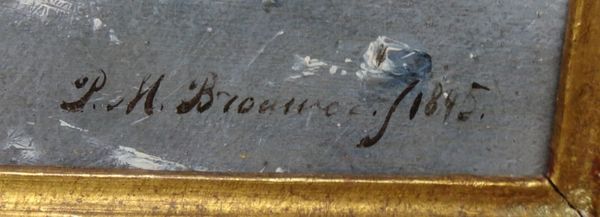 P. M. Brouwer. f 1845.